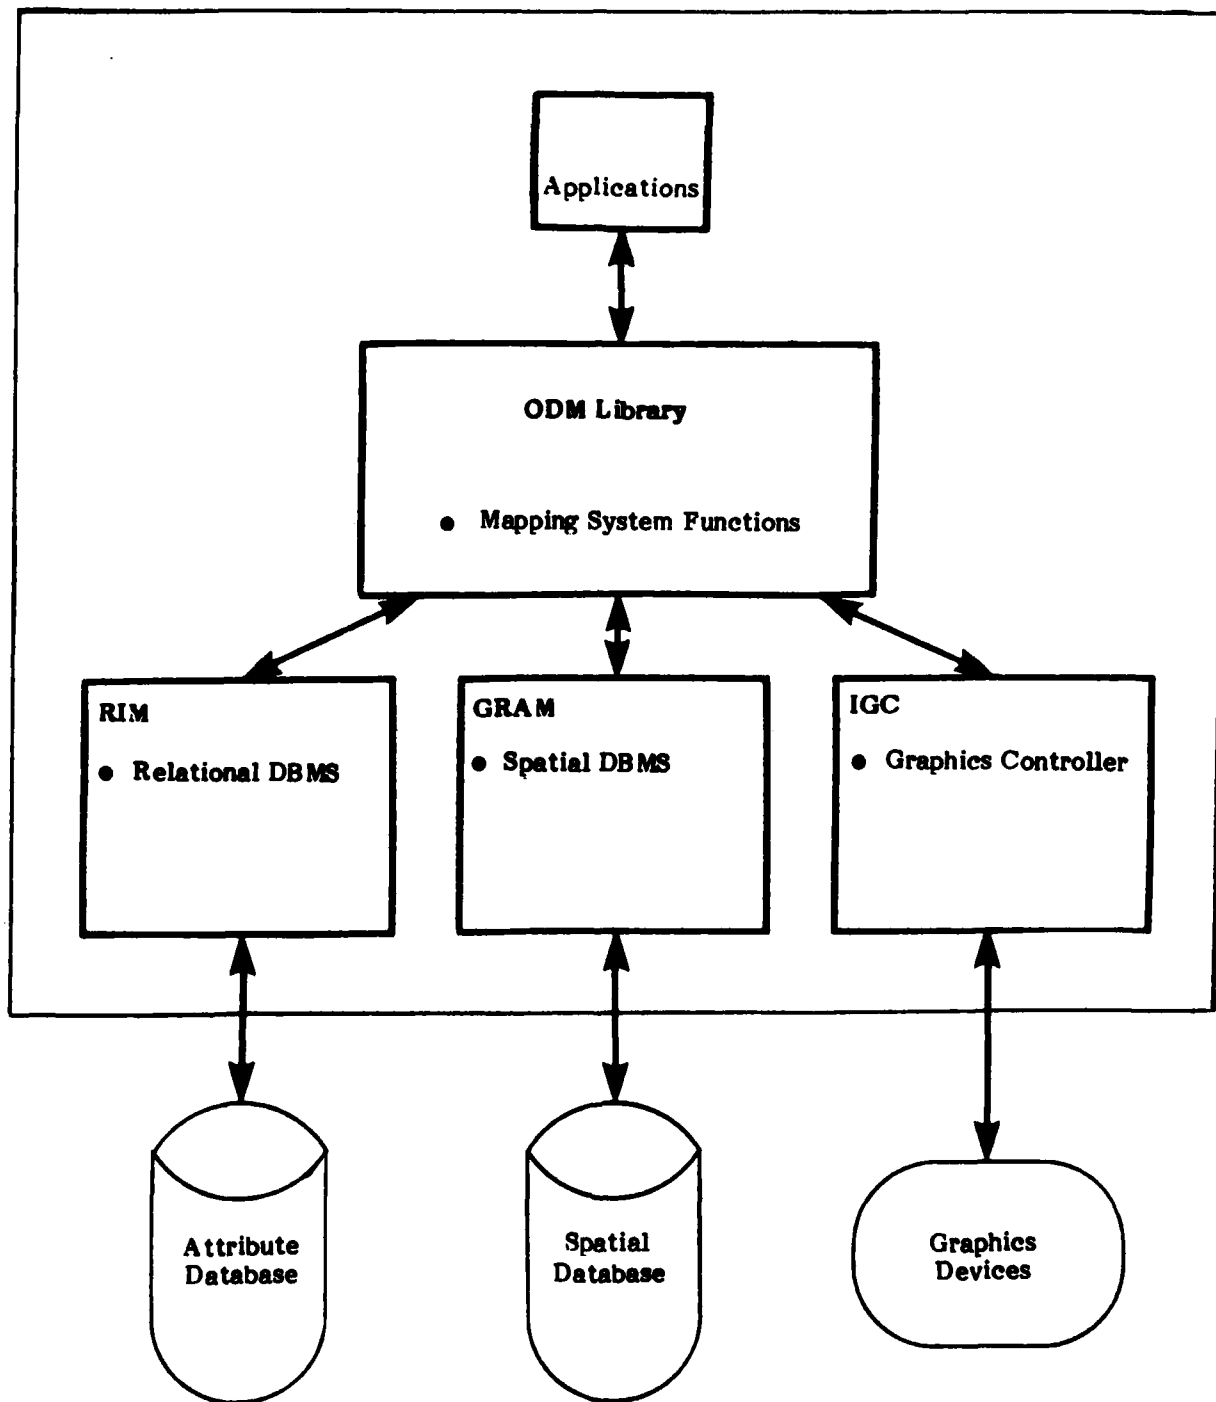 Applications
ODM Library
● Mapping System Functions
RIM
● Relational DBMS
GRAM
● Spatial DBMS
IGC
● Graphics Controller
Attribute
Database
Spatial
Database
Graphics
Devices